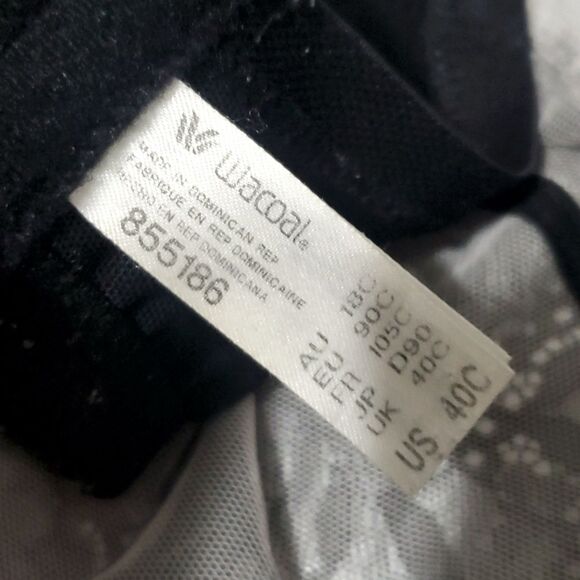 wacoal®
MADE IN DOMINICAN REP
FABRIQUE EN REP DOMINICAINE
HECHO EN REP DOMINICANA
855186
AU 18C
EU 90C
FR 105C
JP D90
UK 40C
US 40C